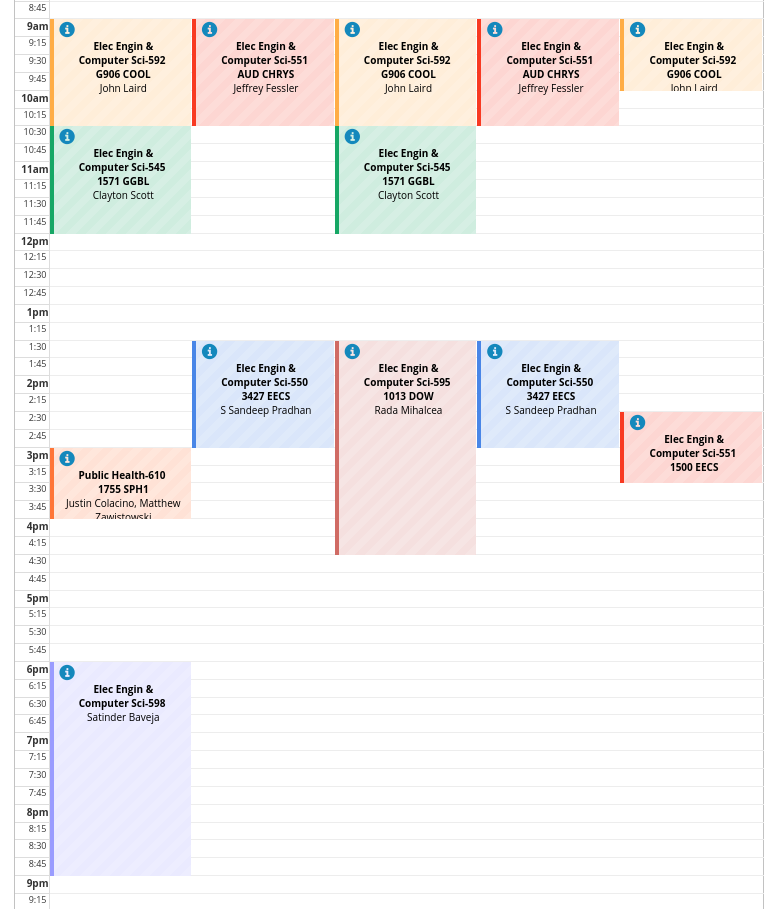 8:45
9am
9:15
9:30
9:45
10am
10:15
10:30
10:45
11am
11:15
11:30
11:45
12pm
12:15
12:30
12:45
1pm
1:15
1:30
1:45
2pm
2:15
2:30
2:45
3pm
3:15
3:30
3:45
4pm
4:15
4:30
4:45
5pm
5:15
5:30
5:45
6pm
6:15
6:30
6:45
7pm
7:15
7:30
7:45
8pm
8:15
8:30
8:45
9pm
9:15
Elec Engin &
Computer Sci-592
G906 COOL
John Laird
Elec Engin &
Computer Sci-545
1571 GGBL
Clayton Scott
Public Health-610
1755 SPH1
Justin Colacino, Matthew
Zawistowski
Elec Engin &
Computer Sci-598
Satinder Baveja
Elec Engin &
Computer Sci-551
AUD CHRYS
Jeffrey Fessler
Elec Engin &
Computer Sci-550
3427 EECS
S Sandeep Pradhan
Elec Engin &
Computer Sci-592
G906 COOL
John Laird
Elec Engin &
Computer Sci-545
1571 GGBL
Clayton Scott
Elec Engin &
Computer Sci-595
1013 DOW
Rada Mihalcea
Elec Engin &
Computer Sci-551
AUD CHRYS
Jeffrey Fessler
Elec Engin &
Computer Sci-550
3427 EECS
S Sandeep Pradhan
Elec Engin &
Computer Sci-592
G906 COOL
John Laird
Elec Engin &
Computer Sci-551
1500 EECS